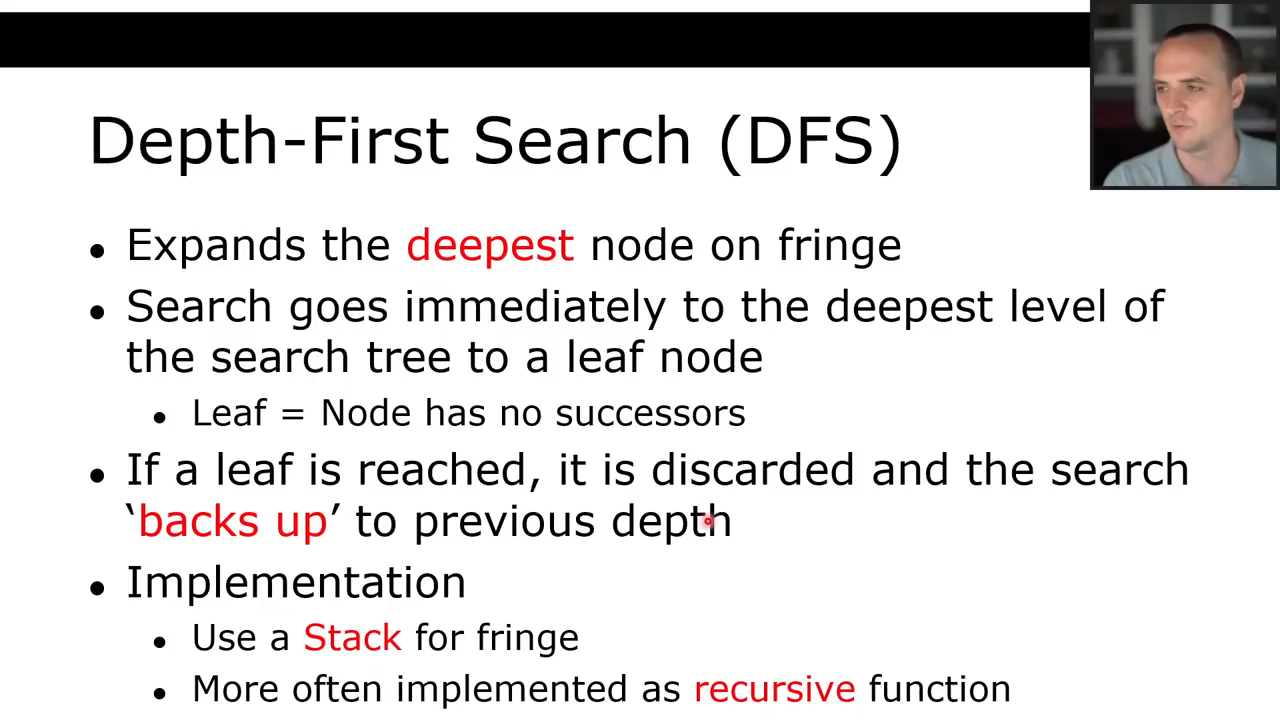 Depth-First Search (DFS)
• Expands the deepest node on fringe
• Search goes immediately to the deepest level of
the search tree to a leaf node
• Leaf = Node has no successors
• If a leaf is reached, it is discarded and the search
‘backs up’ to previous depth
• Implementation
• Use a Stack for fringe
• More often implemented as recursive function